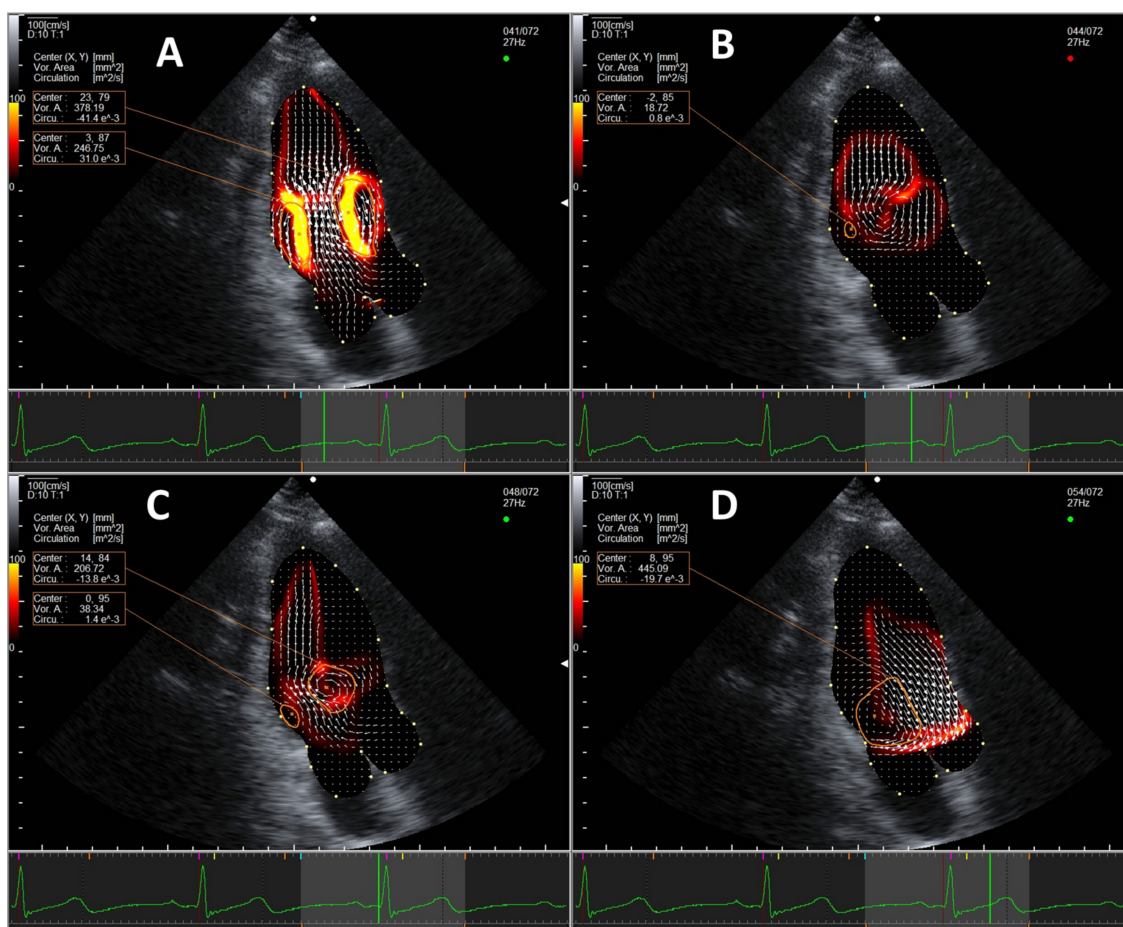 A
100[cm/s]
D:10 T:1
041/072
27Hz
Center (X, Y) [mm]
Vor. Area [mm^2]
Circulation [m^2/s]
Center : 23, 79
Vor. A. : 378.19
Circu. : -41.4 e^-3
Center : 3, 87
Vor. A. : 246.75
Circu. : 31.0 e^-3
100
0
B
100[cm/s]
D:10 T:1
044/072
27Hz
Center (X, Y) [mm]
Vor. Area [mm^2]
Circulation [m^2/s]
Center : -2, 85
Vor. A. : 18.72
Circu. : 0.8 e^-3
100
0
C
100[cm/s]
D:10 T:1
048/072
27Hz
Center (X, Y) [mm]
Vor. Area [mm^2]
Circulation [m^2/s]
Center : 14, 84
Vor. A. : 206.72
Circu. : -13.8 e^-3
Center : 0, 95
Vor. A. : 38.34
Circu. : 1.4 e^-3
100
0
D
100[cm/s]
D:10 T:1
054/072
27Hz
Center (X, Y) [mm]
Vor. Area [mm^2]
Circulation [m^2/s]
Center : 8, 95
Vor. A. : 445.09
Circu. : -19.7 e^-3
100
0